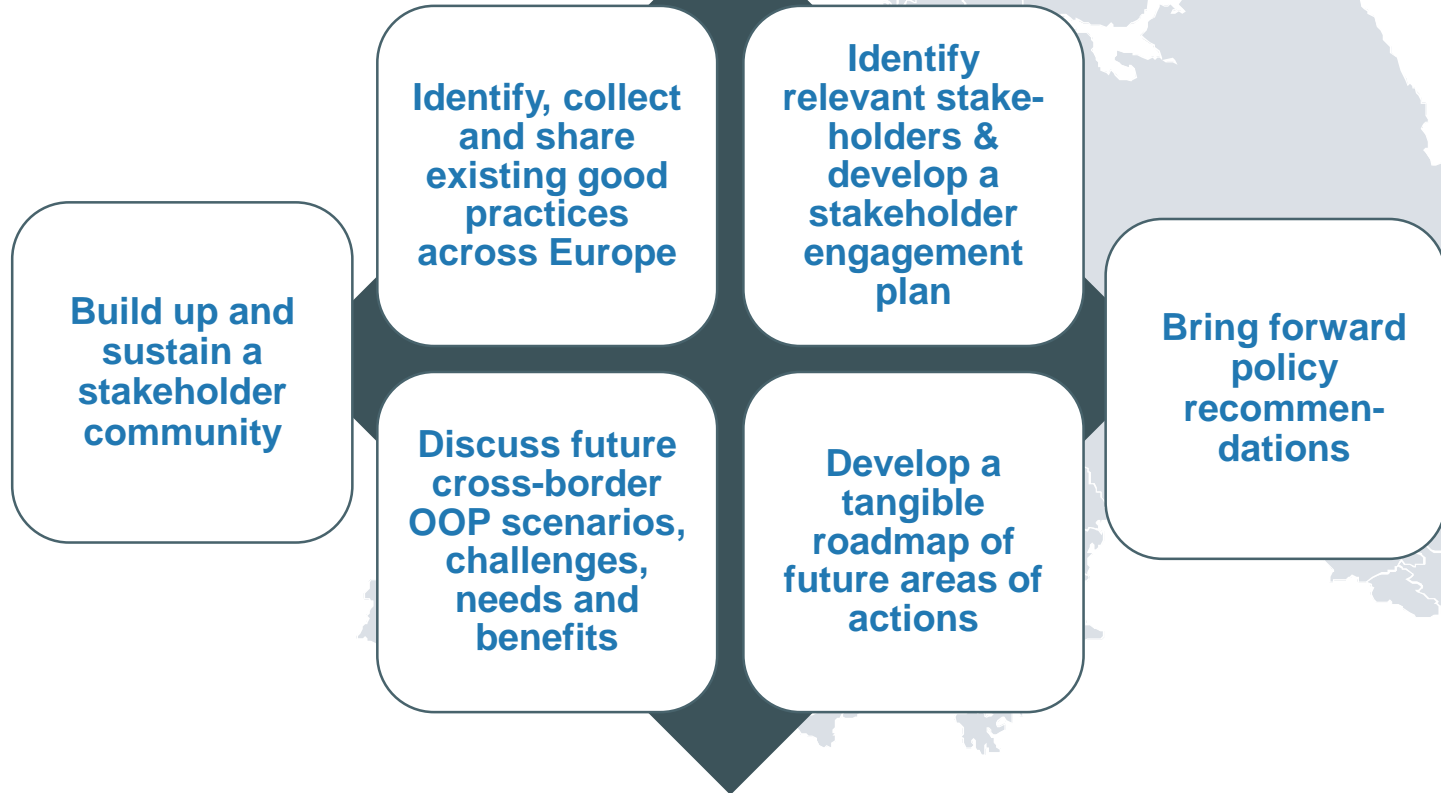 Build up and
sustain a
stakeholder
community
Identify, collect
and share
existing good
practices
across Europe
Identify
relevant stake-
holders &
develop a
stakeholder
engagement
plan
Discuss future
cross-border
OOP scenarios,
challenges,
needs and
benefits
Develop a
tangible
roadmap of
future areas of
actions
Bring forward
policy
recommen-
dations